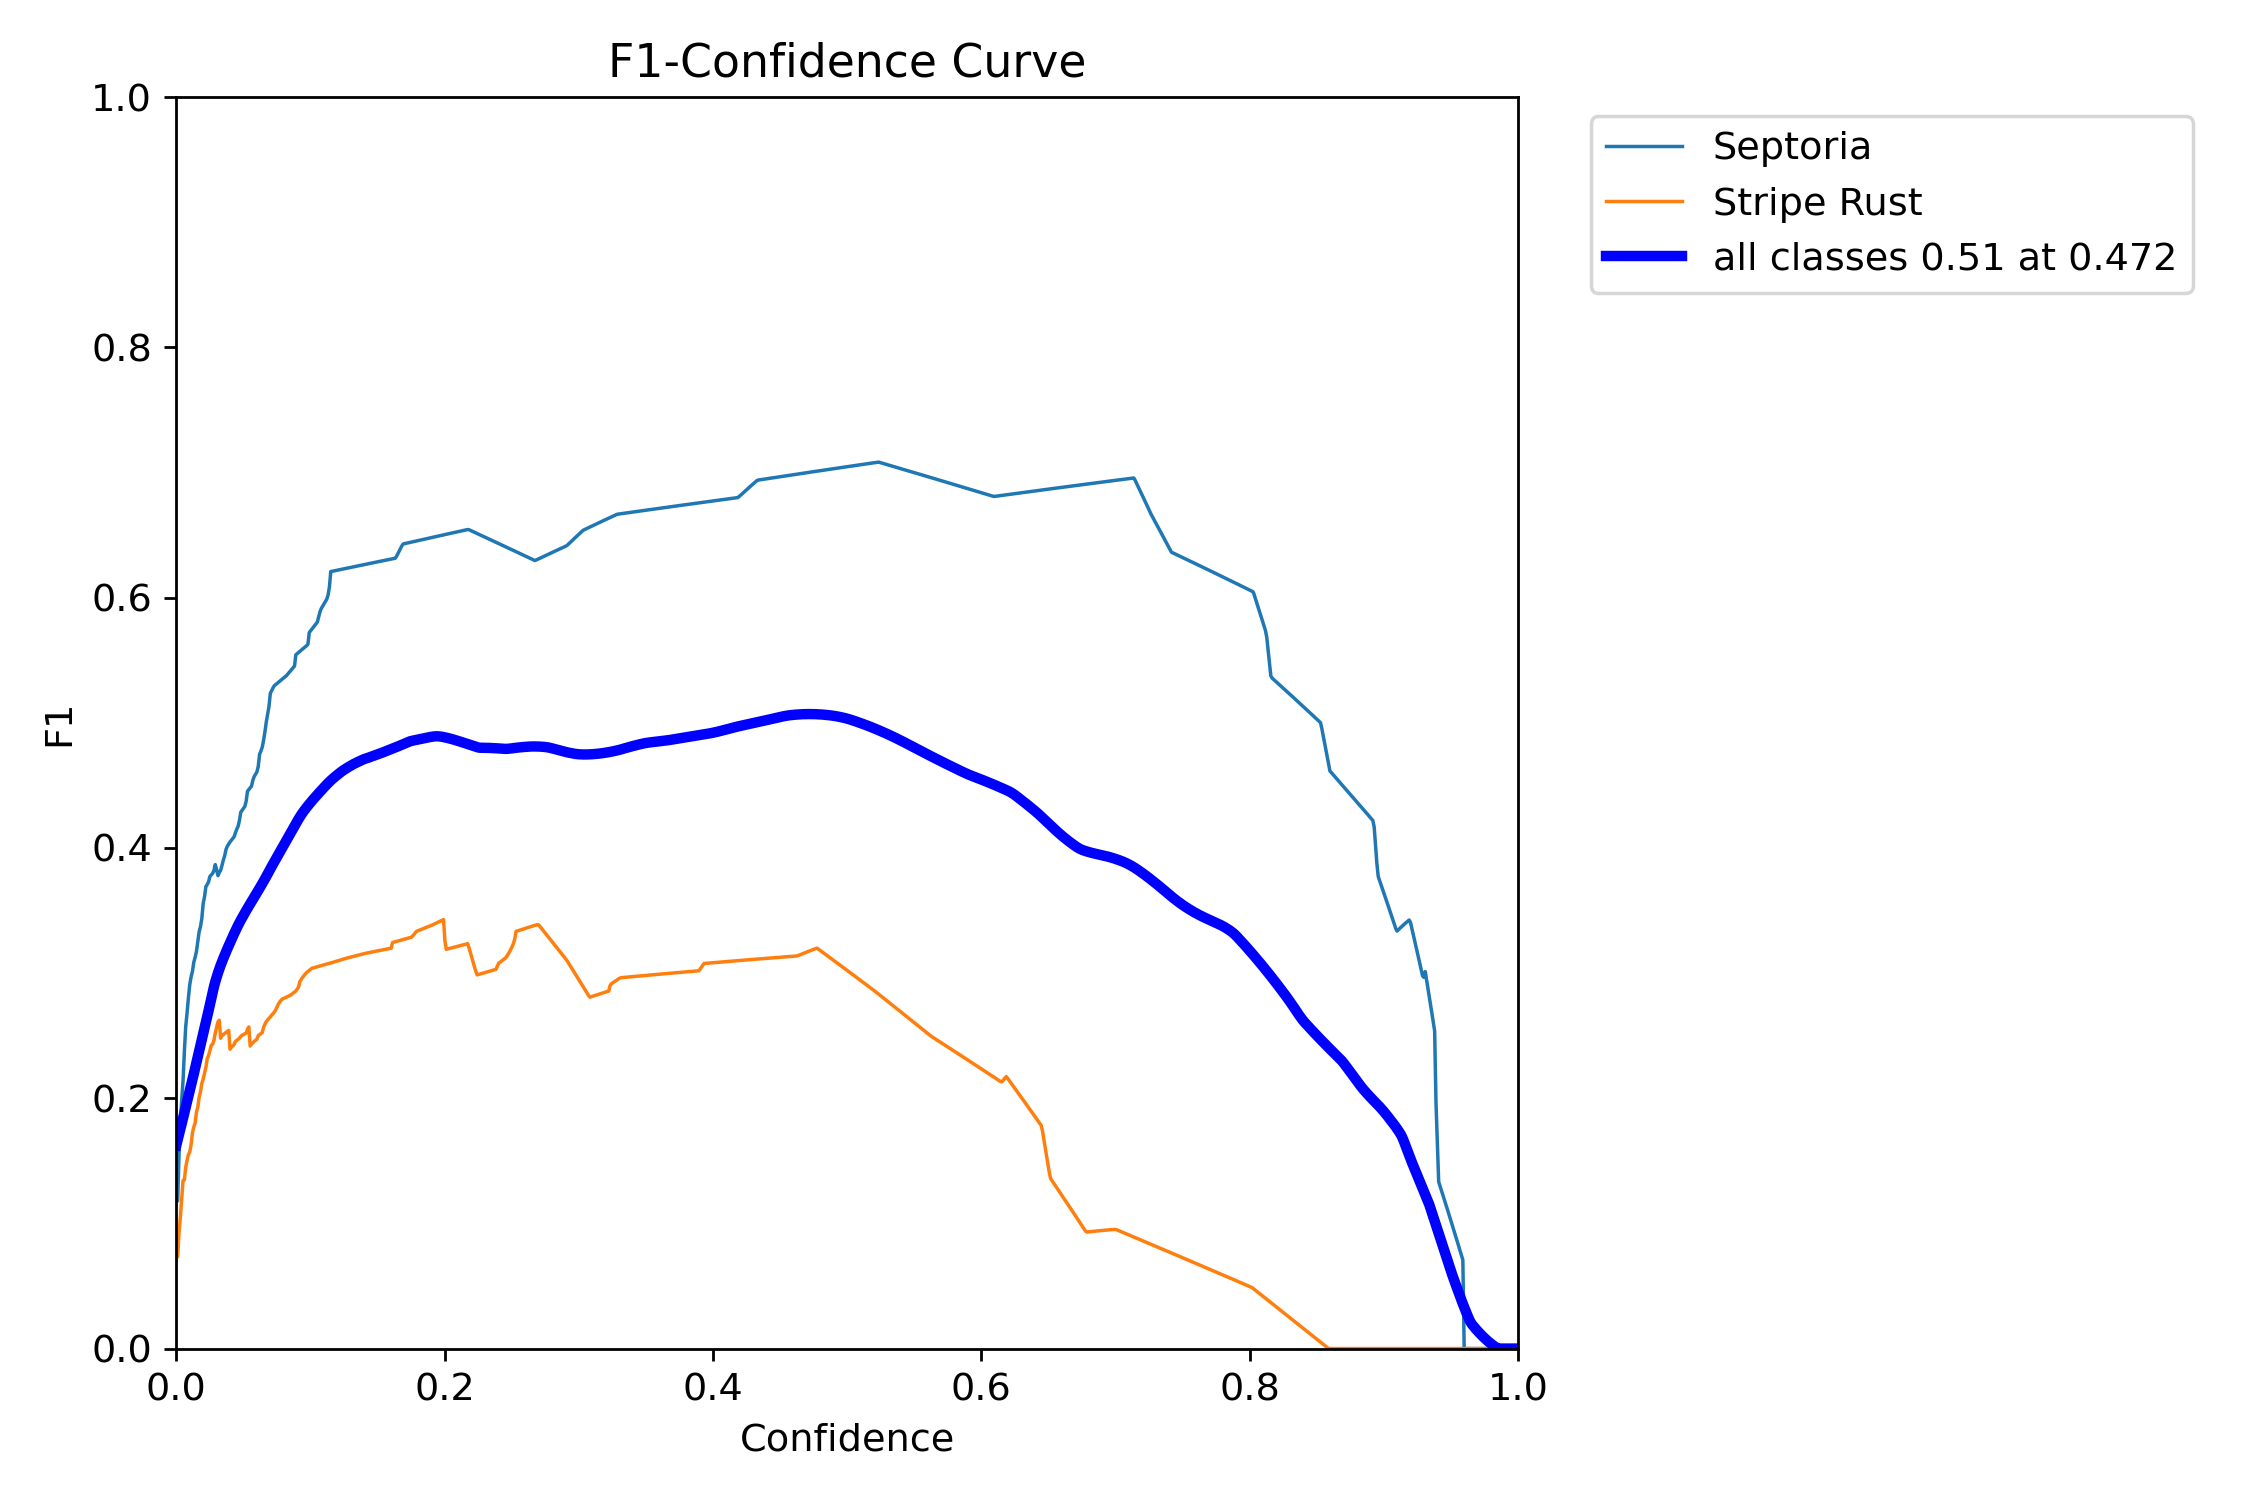 F1-Confidence Curve
1.0
0.8
0.6
0.4
0.2
0.0
F1
0.0 0.2 0.4 0.6 0.8 1.0
Confidence
Septoria
Stripe Rust
all classes 0.51 at 0.472